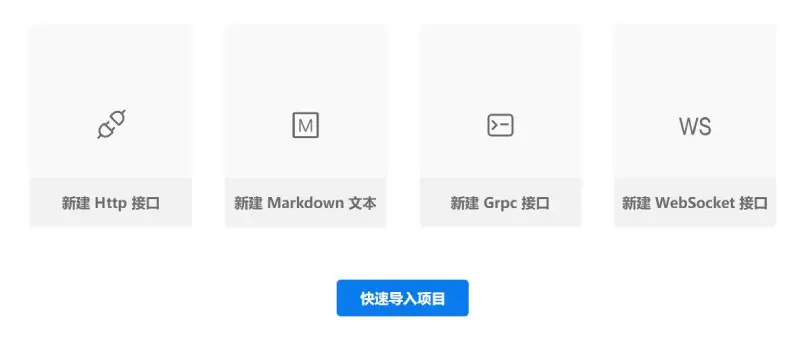 M
WS
新建 Http 接口
新建 Markdown 文本
新建 Grpc 接口
新建 WebSocket 接口
快速导入项目